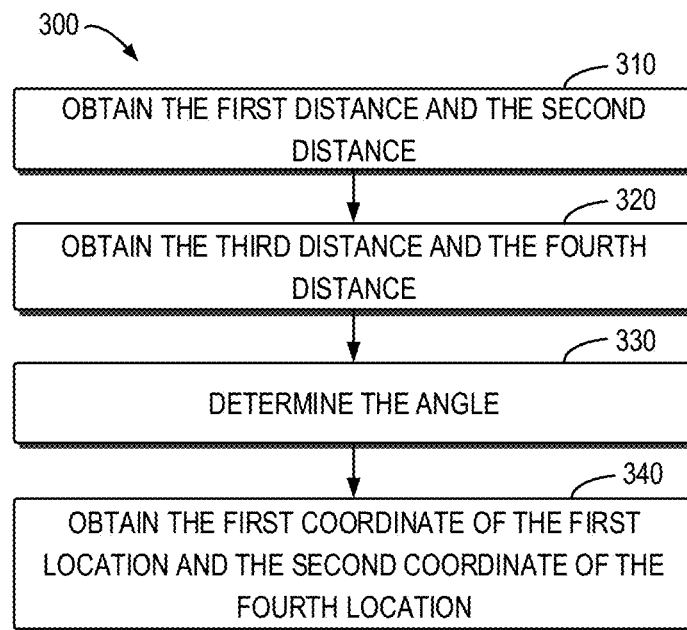 300
310
OBTAIN THE FIRST DISTANCE AND THE SECOND
DISTANCE
320
OBTAIN THE THIRD DISTANCE AND THE FOURTH
DISTANCE
330
DETERMINE THE ANGLE
340
OBTAIN THE FIRST COORDINATE OF THE FIRST
LOCATION AND THE SECOND COORDINATE OF THE
FOURTH LOCATION